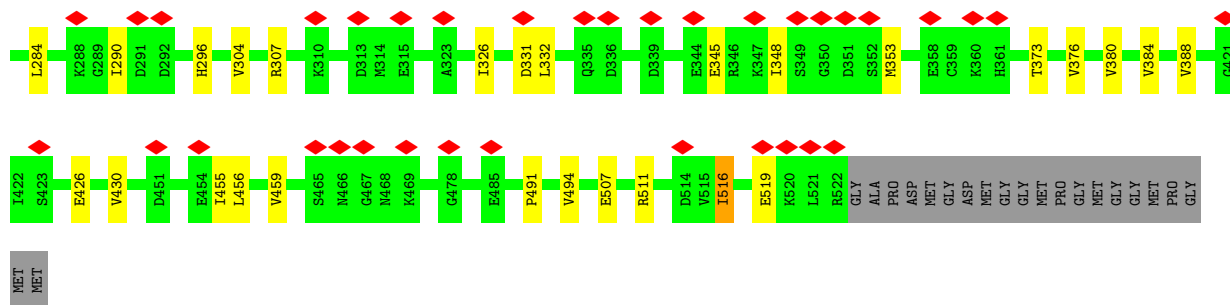 L284 K288 G289 I290 D291 D292 H296 V304 R307 K310 D313 M314 E315 A323 I326 D331 L332 Q335 D336 D339 E344 E345 R346 K347 I348 S349 G350 D351 S352 M353 E358 C359 K360 H361 T373 V376 V380 V384 V388 G421
I422 S423 E426 V430 D451 E454 I455 L456 V459 S465 N466 G467 N468 K469 G478 E485 P491 V494 E507 R511 D514 V515 I516 E519 K520 L521 R522 GLY ALA PRO ASP MET GLY ASP MET GLY GLY MET PRO GLY MET GLY GLY MET PRO GLY
MET MET